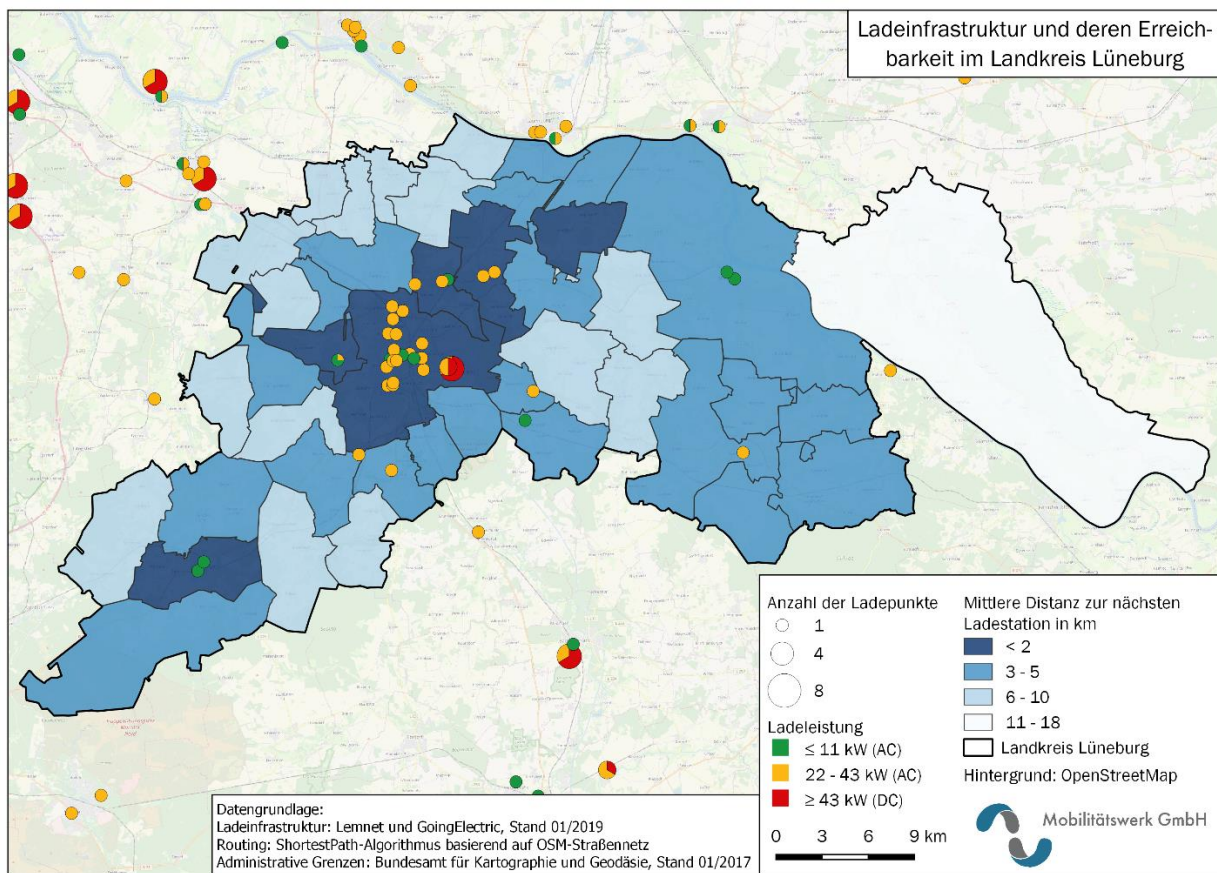 Ladeinfrastruktur und deren Erreich-
barkeit im Landkreis Lüneburg
Anzahl der Ladepunkte
1
4
8
Ladeleistung
≤ 11 kW (AC)
22 - 43 kW (AC)
≥ 43 kW (DC)
0 3 6 9 km
Mittlere Distanz zur nächsten
Ladestation in km
< 2
3 - 5
6 - 10
11 - 18
Landkreis Lüneburg
Hintergrund: OpenStreetMap
Mobilitätswerk GmbH
Datengrundlage:
Ladeinfrastruktur: Lemnet und GoingElectric, Stand 01/2019
Routing: ShortestPath-Algorithmus basierend auf OSM-Straßennetz
Administrative Grenzen: Bundesamt für Kartographie und Geodäsie, Stand 01/2017